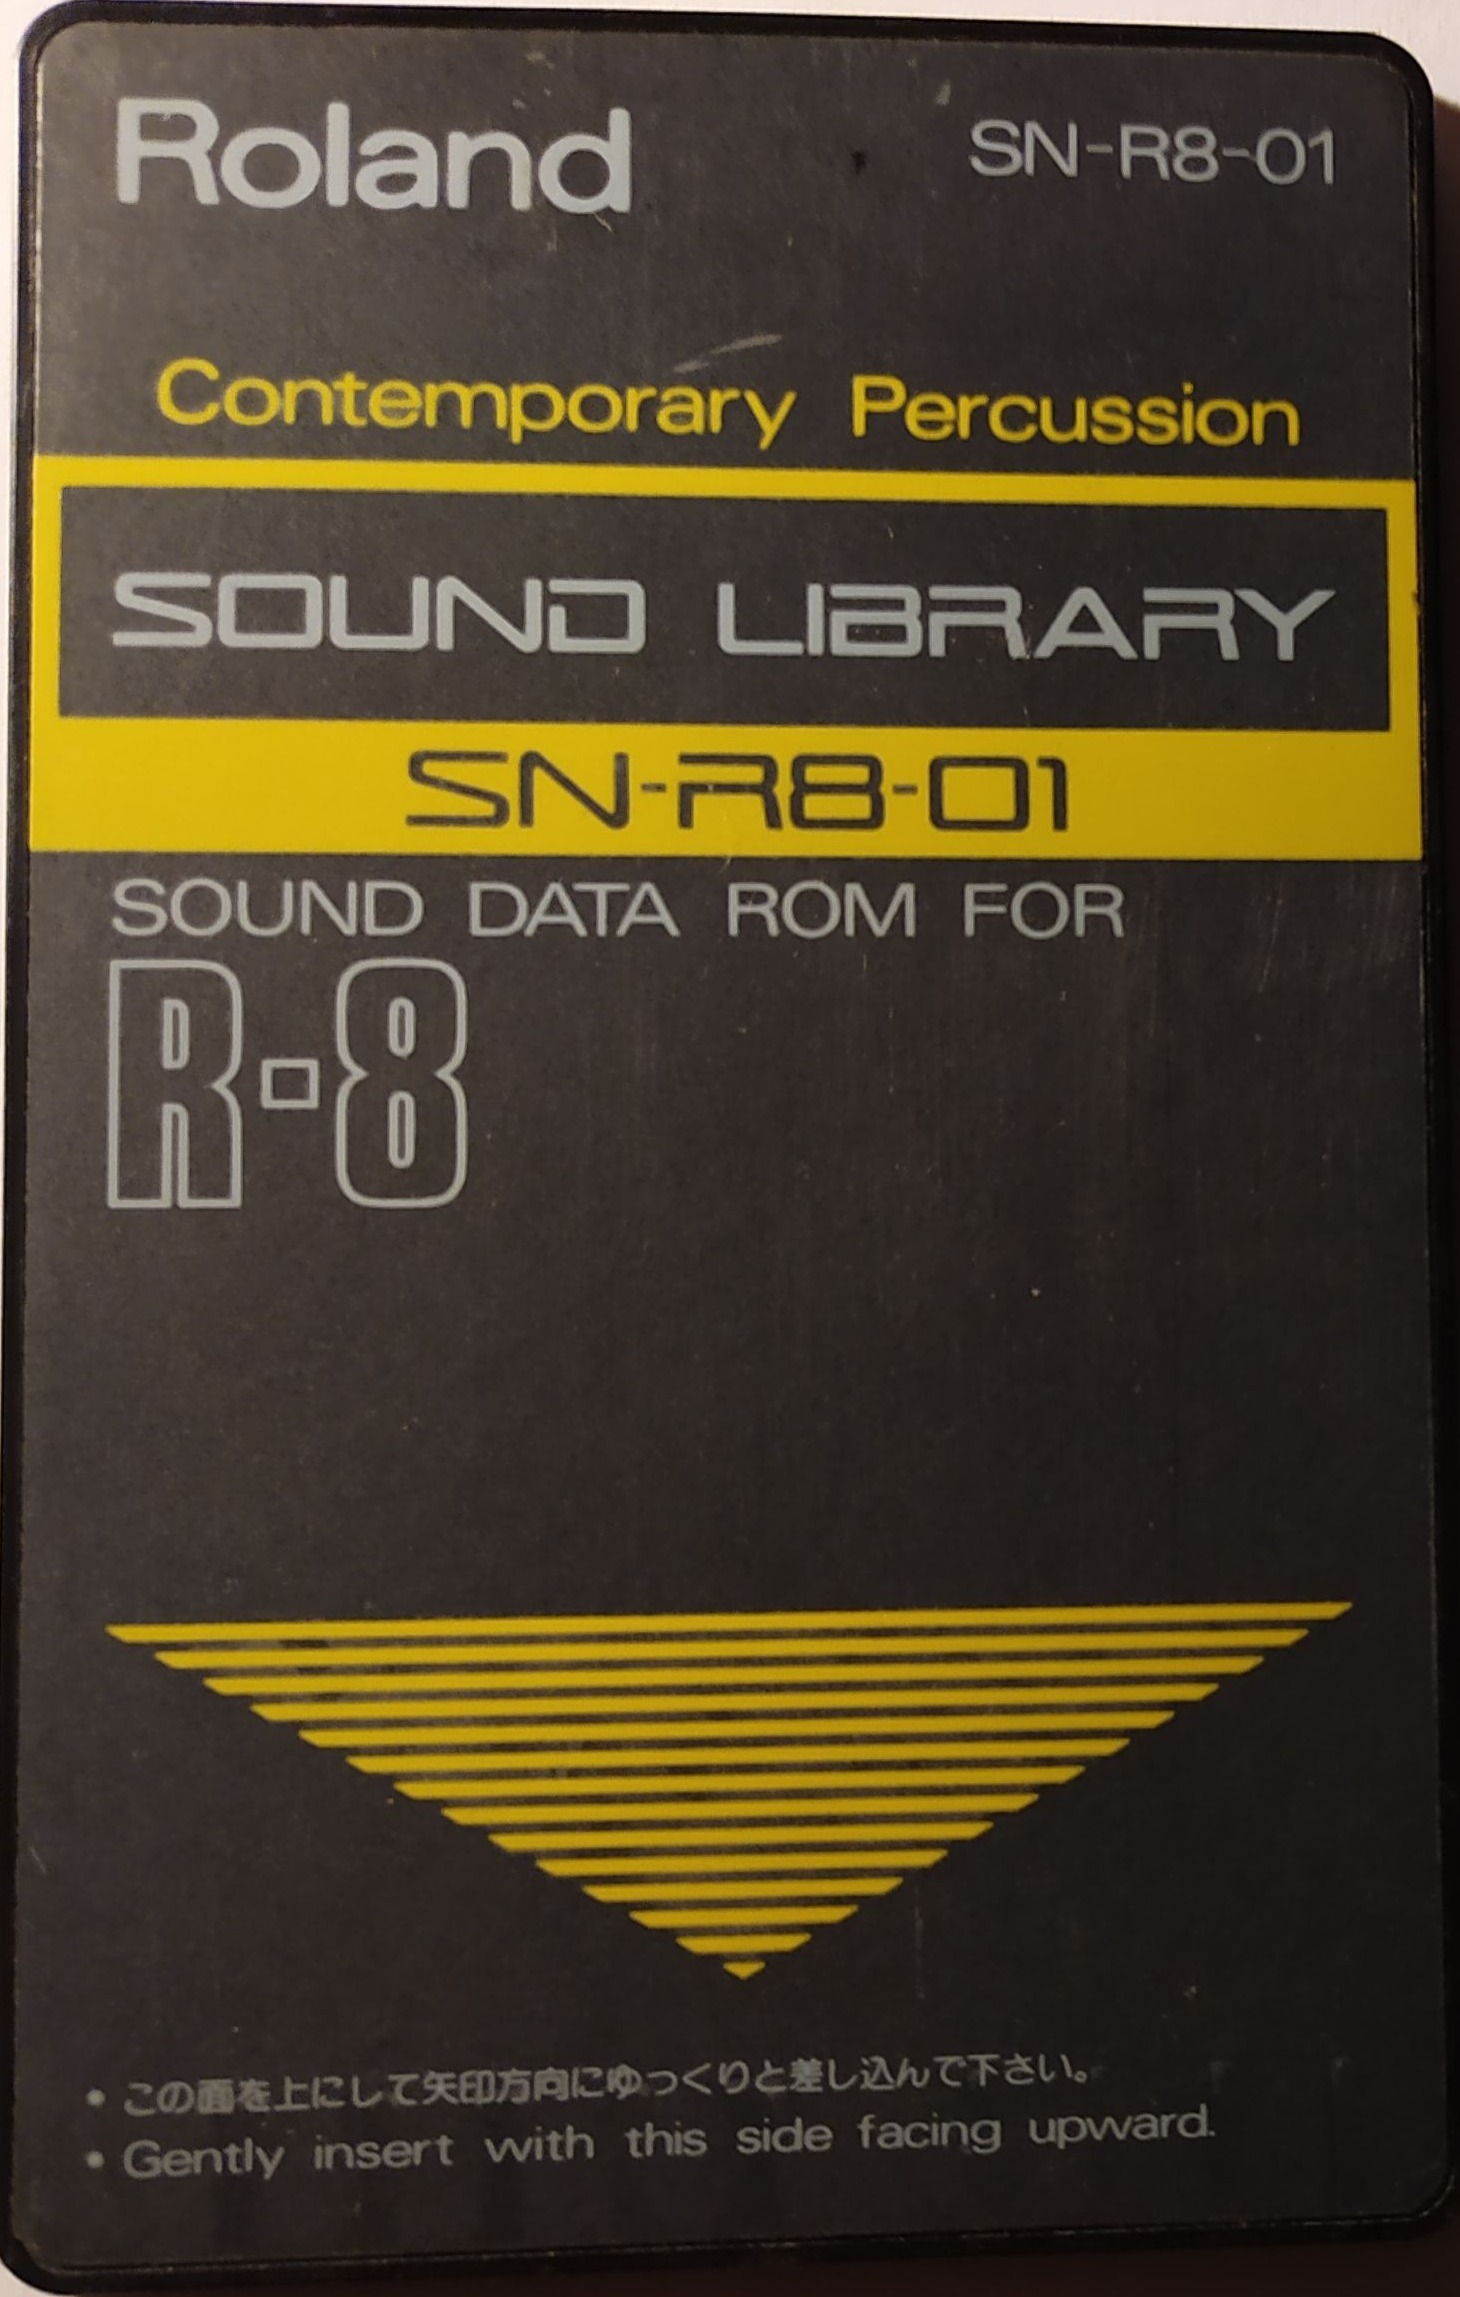 Roland SN-R8-01
Contemporary Percussion
SOUND LIBRARY
SN-R8-01
SOUND DATA ROM FOR
R-8
• この面を上にして矢印方向にゆっくりと差し込んで下さい。
• Gently insert with this side facing upward.